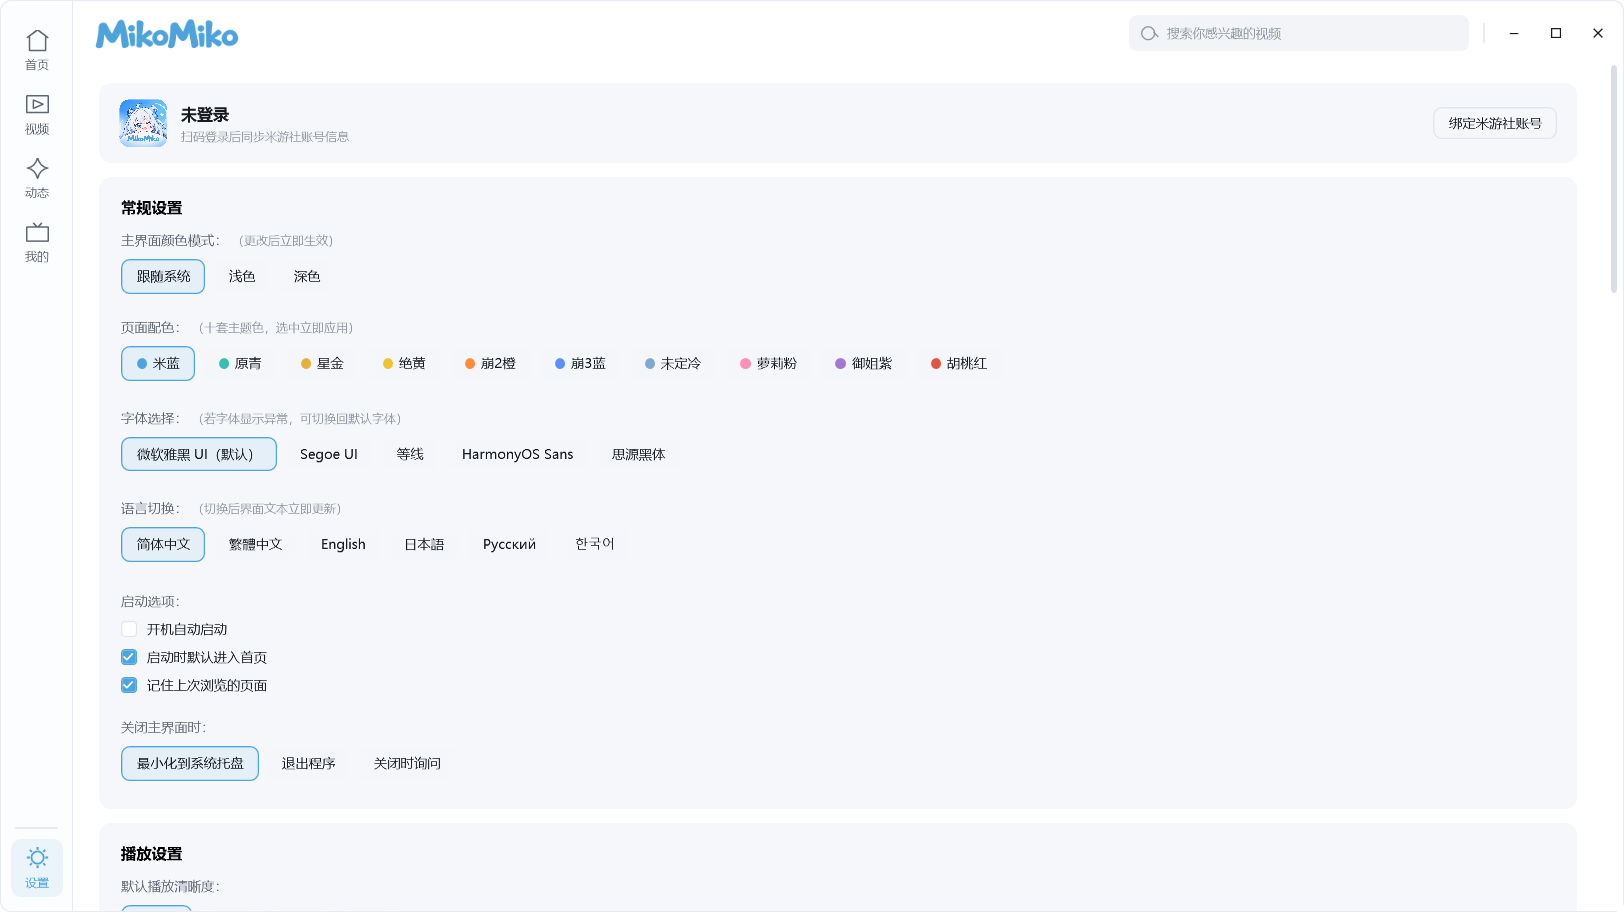 MikoMiko
搜索你感兴趣的视频
首页
视频
动态
我的
设置
MikoMiko
未登录
扫码登录后同步米游社账号信息
绑定米游社账号
常规设置
主界面颜色模式： （更改后立即生效）
跟随系统 浅色 深色
页面配色： （十套主题色，选中立即应用）
米蓝 原青 星金 绝黄 崩2橙 崩3蓝 未定冷 萝莉粉 御姐紫 胡桃红
字体选择： （若字体显示异常，可切换回默认字体）
微软雅黑 UI（默认） Segoe UI 等线 HarmonyOS Sans 思源黑体
语言切换： （切换后界面文本立即更新）
简体中文 繁體中文 English 日本語 Русский 한국어
启动选项：
开机自动启动
启动时默认进入首页
记住上次浏览的页面
关闭主界面时：
最小化到系统托盘 退出程序 关闭时询问
播放设置
默认播放清晰度：